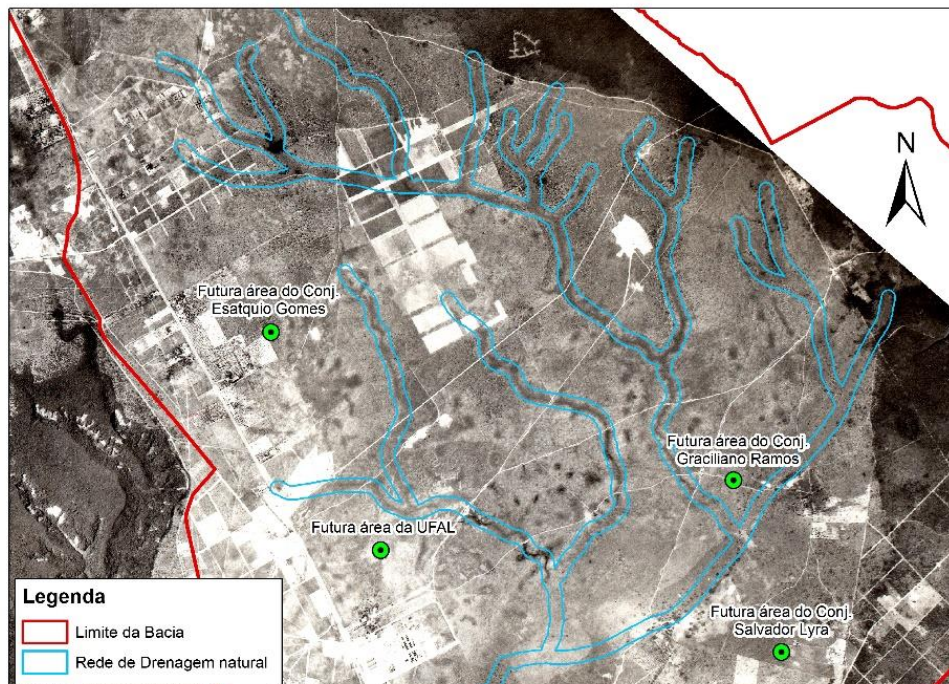 N
Futura área do Conj.
Esatquio Gomes
Futura área do Conj.
Graciliano Ramos
Futura área da UFAL
Futura área do Conj.
Salvador Lyra
Legenda
Limite da Bacia
Rede de Drenagem natural